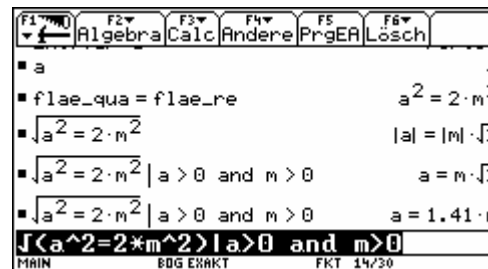 F1 F2 F3 F4 F5 F6
Algebra Calc Andere PrgEA Lösch
a
flae_qua = flae_re a² = 2·m
√a² = 2·m² |a| = |m|·√
√a² = 2·m² | a > 0 and m > 0 a = m·√
√a² = 2·m² | a > 0 and m > 0 a = 1.41·
√(a^2=2*m^2)|a>0 and m>0
MAIN BOG EXAKT FKT 14/30